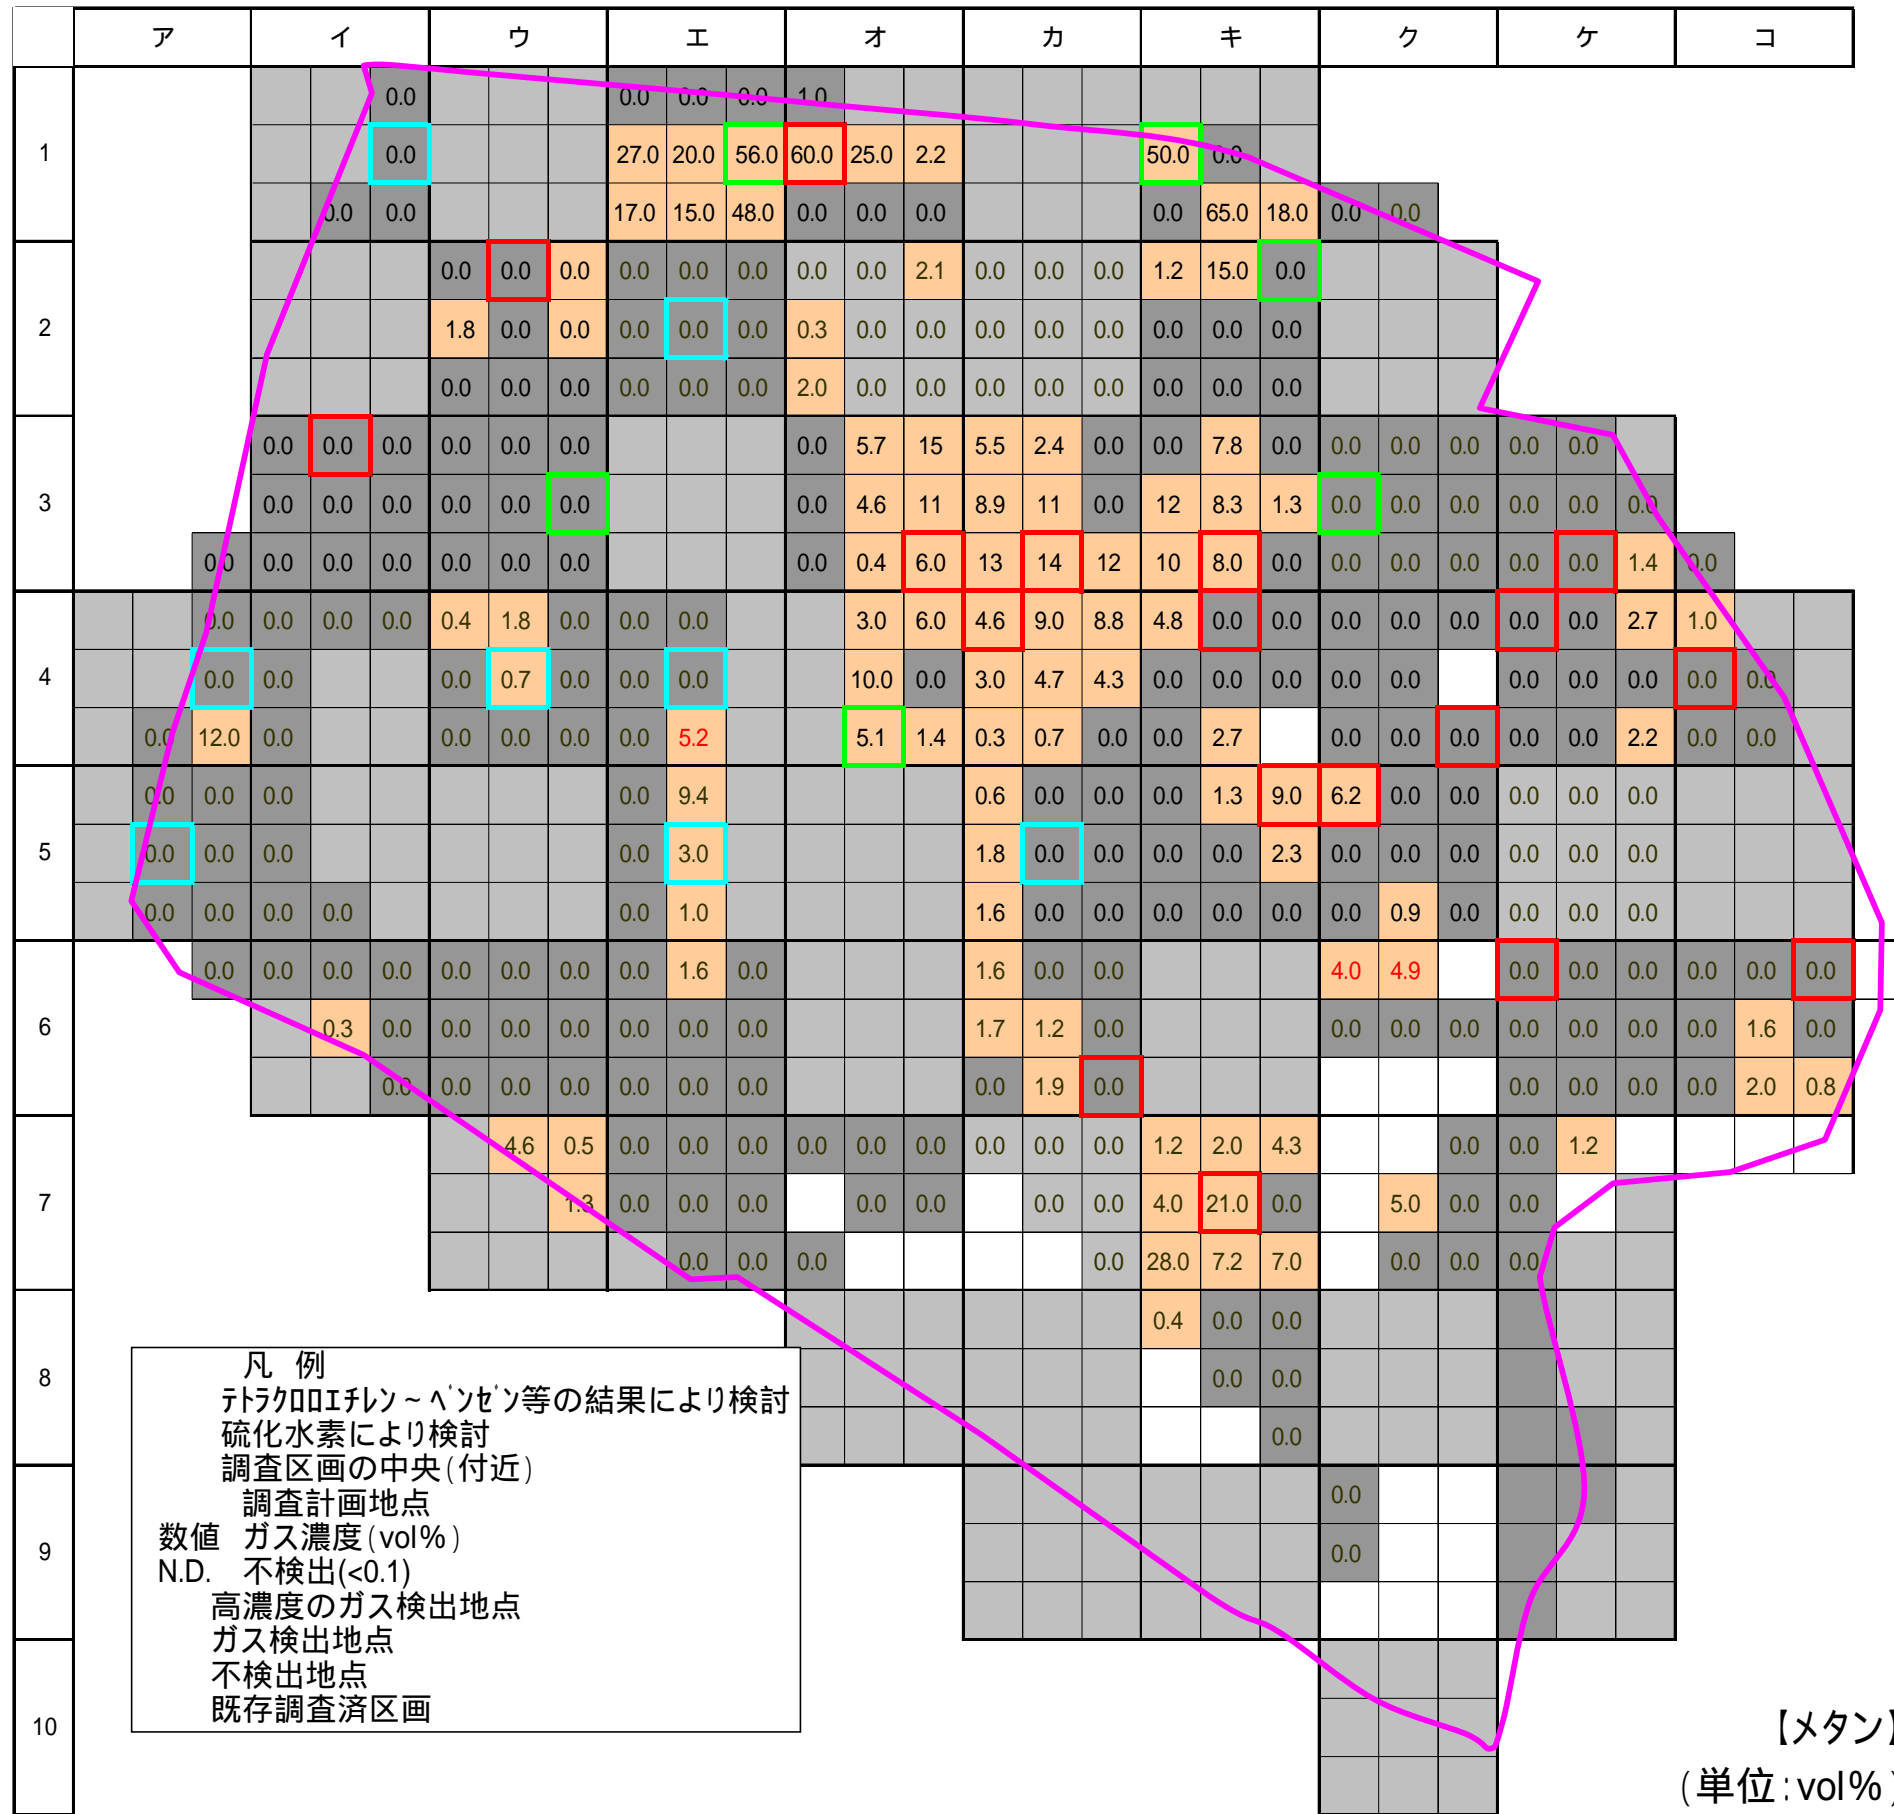 ア イ ウ エ オ カ キ ク ケ コ
0.0 0.0 0.0 0.0 1.0
1 0.0 27.0 20.0 56.0 60.0 25.0 2.2 50.0 0.0
0.0 0.0 17.0 15.0 48.0 0.0 0.0 0.0 0.0 65.0 18.0 0.0 0.0
0.0 0.0 0.0 0.0 0.0 0.0 0.0 0.0 2.1 0.0 0.0 0.0 1.2 15.0 0.0
2 1.8 0.0 0.0 0.0 0.0 0.0 0.3 0.0 0.0 0.0 0.0 0.0 0.0 0.0 0.0
0.0 0.0 0.0 0.0 0.0 0.0 2.0 0.0 0.0 0.0 0.0 0.0 0.0 0.0 0.0
0.0 0.0 0.0 0.0 0.0 0.0 0.0 5.7 15 5.5 2.4 0.0 0.0 7.8 0.0 0.0 0.0 0.0 0.0 0.0
3 0.0 0.0 0.0 0.0 0.0 0.0 0.0 4.6 11 8.9 11 0.0 12 8.3 1.3 0.0 0.0 0.0 0.0 0.0 0.0
0.0 0.0 0.0 0.0 0.0 0.0 0.0 0.0 0.4 6.0 13 14 12 10 8.0 0.0 0.0 0.0 0.0 0.0 0.0 1.4 0.0
0.0 0.0 0.0 0.0 0.4 1.8 0.0 0.0 0.0 3.0 6.0 4.6 9.0 8.8 4.8 0.0 0.0 0.0 0.0 0.0 0.0 0.0 2.7 1.0
4 0.0 0.0 0.0 0.7 0.0 0.0 0.0 10.0 0.0 3.0 4.7 4.3 0.0 0.0 0.0 0.0 0.0 0.0 0.0 0.0 0.0 0.0
0.0 12.0 0.0 0.0 0.0 0.0 0.0 5.2 5.1 1.4 0.3 0.7 0.0 0.0 2.7 0.0 0.0 0.0 0.0 0.0 2.2 0.0 0.0
0.0 0.0 0.0 0.0 9.4 0.6 0.0 0.0 0.0 1.3 9.0 6.2 0.0 0.0 0.0 0.0 0.0
5 0.0 0.0 0.0 0.0 3.0 1.8 0.0 0.0 0.0 0.0 2.3 0.0 0.0 0.0 0.0 0.0 0.0
0.0 0.0 0.0 0.0 0.0 1.0 1.6 0.0 0.0 0.0 0.0 0.0 0.0 0.9 0.0 0.0 0.0 0.0
0.0 0.0 0.0 0.0 0.0 0.0 0.0 0.0 1.6 0.0 1.6 0.0 0.0 4.0 4.9 0.0 0.0 0.0 0.0 0.0 0.0
6 0.3 0.0 0.0 0.0 0.0 0.0 0.0 0.0 1.7 1.2 0.0 0.0 0.0 0.0 0.0 0.0 0.0 0.0 1.6 0.0
0.0 0.0 0.0 0.0 0.0 0.0 0.0 0.0 1.9 0.0 0.0 0.0 0.0 0.0 2.0 0.8
4.6 0.5 0.0 0.0 0.0 0.0 0.0 0.0 0.0 0.0 0.0 1.2 2.0 4.3 0.0 0.0 1.2
7 1.3 0.0 0.0 0.0 0.0 0.0 0.0 0.0 4.0 21.0 0.0 5.0 0.0 0.0
0.0 0.0 0.0 0.0 28.0 7.2 7.0 0.0 0.0 0.0
0.4 0.0 0.0
8 0.0 0.0
0.0
0.0
9 0.0
10
凡 例
ﾃﾄﾗｸﾛﾛｴﾁﾚﾝ～ﾍﾞﾝｾﾞﾝ等の結果により検討
硫化水素により検討
調査区画の中央(付近)
調査計画地点
数値 ガス濃度(vol%)
N.D. 不検出(<0.1)
高濃度のガス検出地点
ガス検出地点
不検出地点
既存調査済区画
【メタン】
(単位:vol%)